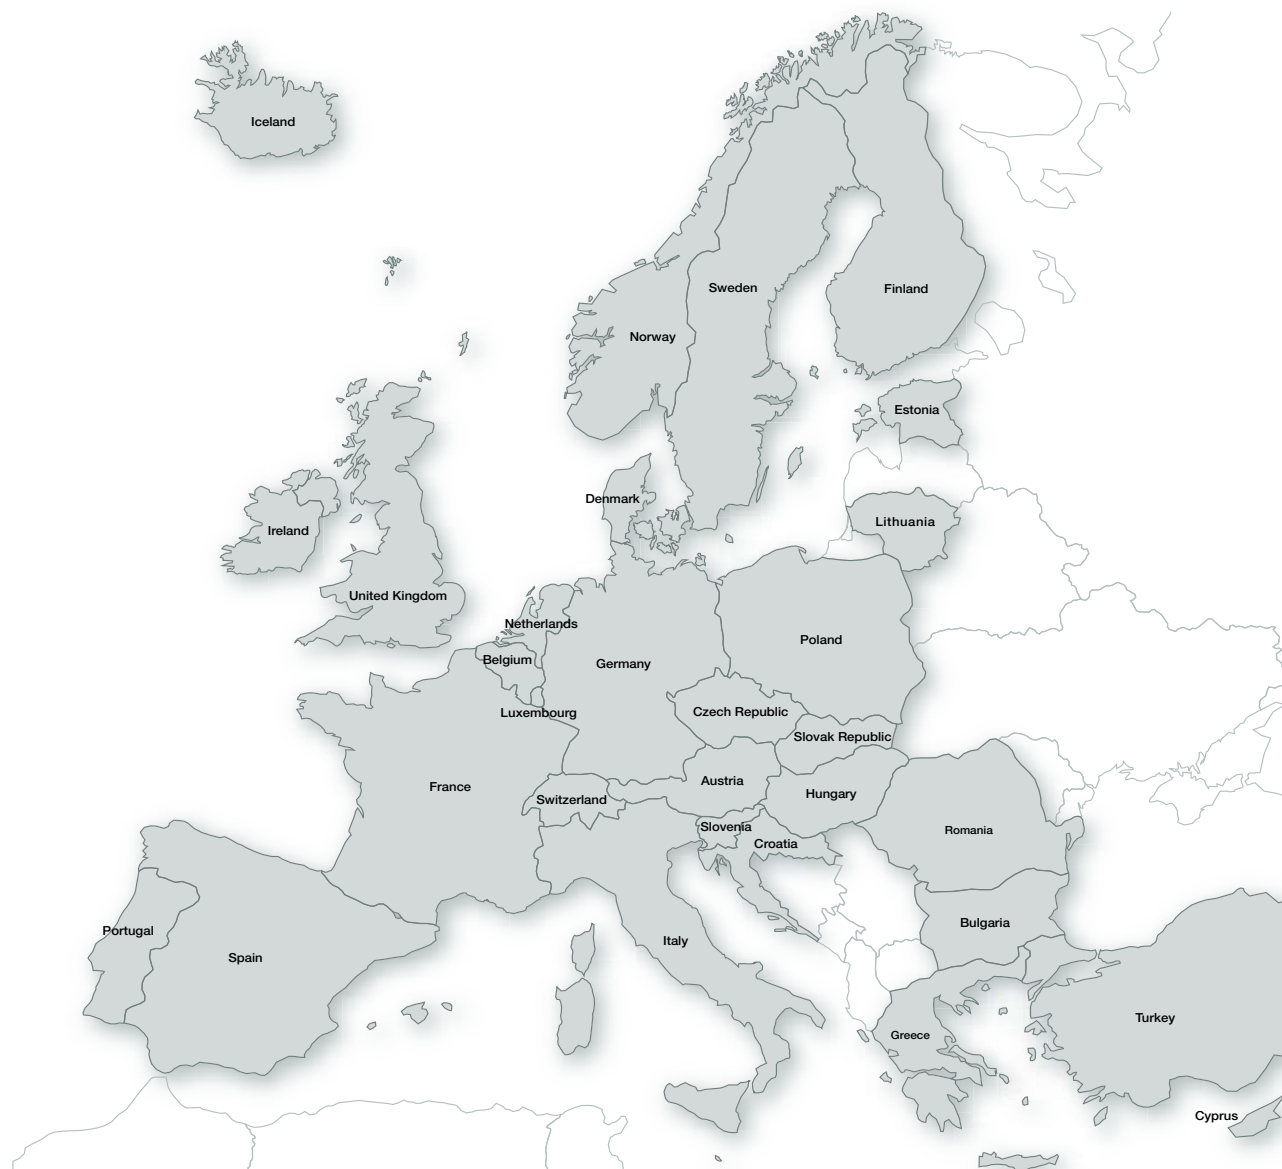 Iceland
Sweden
Finland
Norway
Estonia
Denmark
Lithuania
Ireland
United Kingdom
Netherlands
Poland
Belgium
Germany
Luxembourg
Czech Republic
Slovak Republic
Austria
France
Switzerland
Hungary
Slovenia
Romania
Croatia
Bulgaria
Portugal
Italy
Spain
Turkey
Greece
Cyprus